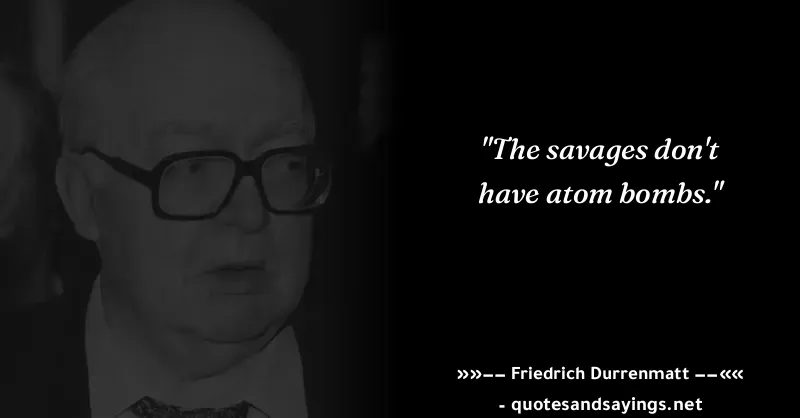 "The savages don't
have atom bombs."
»»–– Friedrich Durrenmatt ––««
- quotesandsayings.net